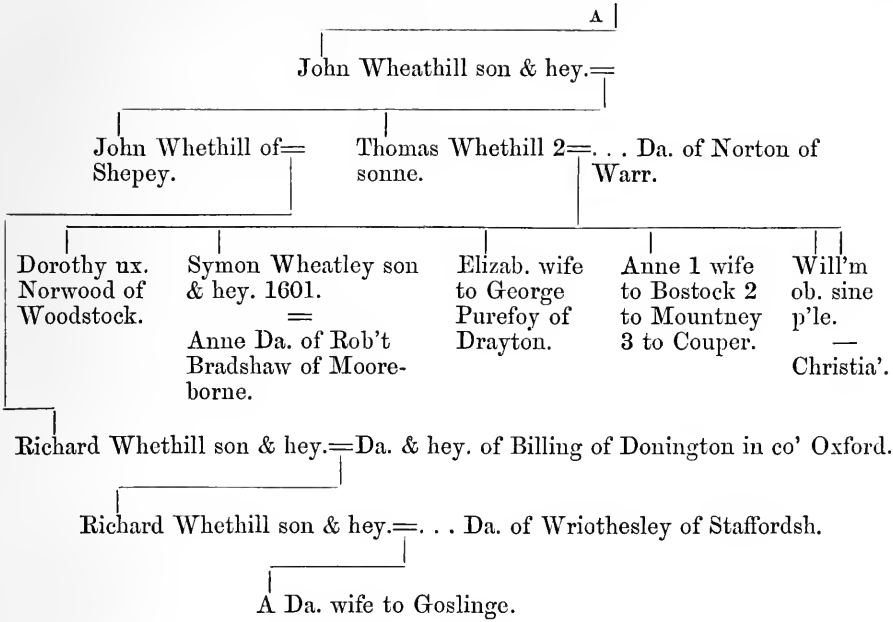 A
John Wheathill son & hey.=
John Whethill of=
Shepey.
Thomas Whethill 2=. . . Da. of Norton of
sonne.
Warr.
Dorothy ux.
Norwood of
Woodstock.
Symon Wheatley son
& hey. 1601.
=
Anne Da. of Rob't
Bradshaw of Moore-
borne.
Elizab. wife
to George
Purefoy of
Drayton.
Anne 1 wife
to Bostock 2
to Mountney
3 to Couper.
Will'm
ob. sine
p'le.
—
Christia'.
Richard Whethill son & hey.=Da. & hey. of Billing of Donington in co' Oxford.
Richard Whethill son & hey.=. . . Da. of Wriothesley of Staffordsh.
A Da. wife to Goslinge.